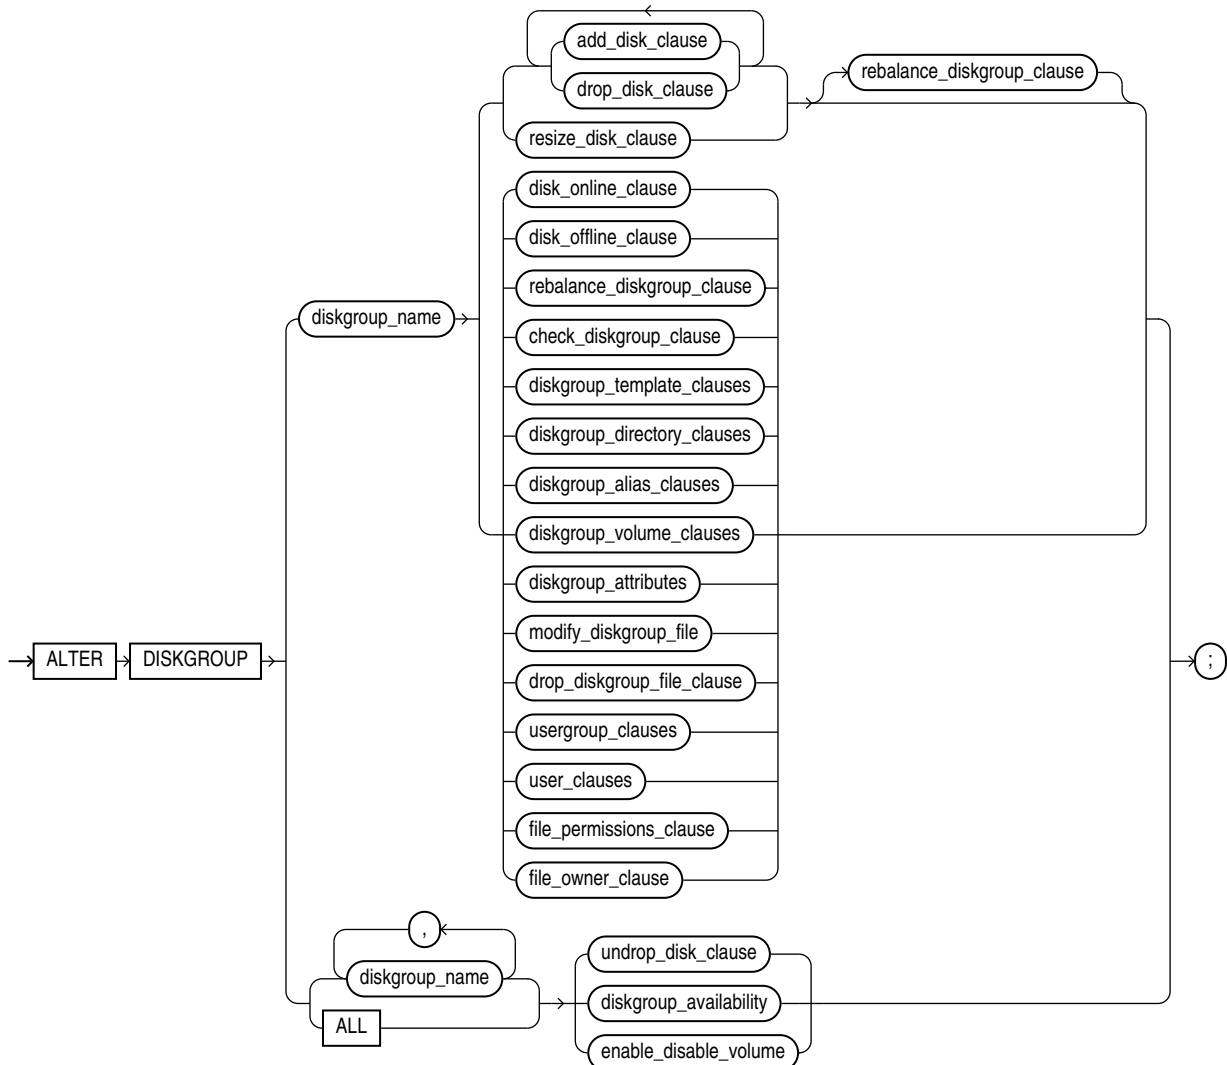 add_disk_clause
drop_disk_clause
rebalance_diskgroup_clause
resize_disk_clause
disk_online_clause
disk_offline_clause
rebalance_diskgroup_clause
diskgroup_name
check_diskgroup_clause
diskgroup_template_clauses
diskgroup_directory_clauses
diskgroup_alias_clauses
diskgroup_volume_clauses
diskgroup_attributes
modify_diskgroup_file
ALTER DISKGROUP ;
drop_diskgroup_file_clause
usergroup_clauses
user_clauses
file_permissions_clause
file_owner_clause
,
diskgroup_name
ALL
undrop_disk_clause
diskgroup_availability
enable_disable_volume